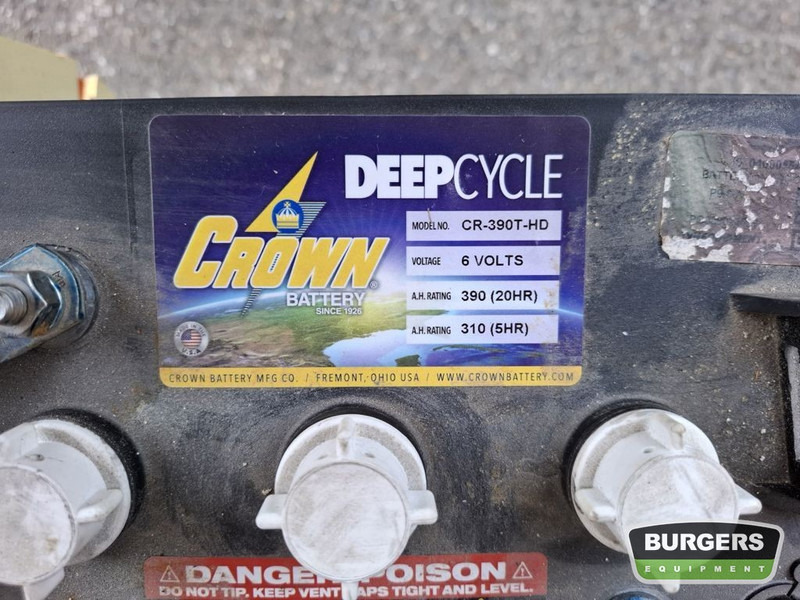 DEEPCYCLE
CROWN®
BATTERY
SINCE 1926
MODEL NO. CR-390T-HD
VOLTAGE 6 VOLTS
A.H. RATING 390 (20HR)
A.H. RATING 310 (5HR)
CROWN BATTERY MFG CO. / FREMONT, OHIO USA / WWW.CROWNBATTERY.COM
DANGER POISON
DO NOT TIP. KEEP VENT CAPS TIGHT AND LEVEL.
BURGERS
EQUIPMENT